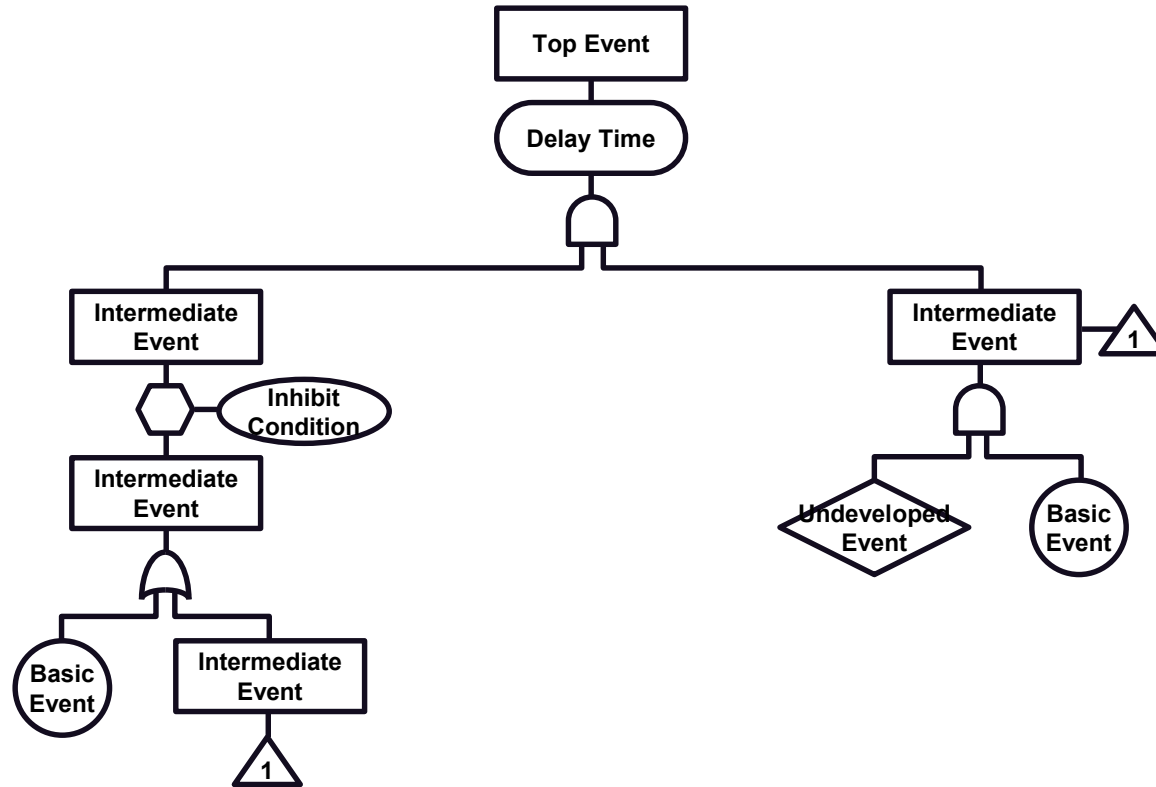 Top Event
Delay Time
Intermediate
Event
Intermediate
Event
1
Inhibit
Condition
Intermediate
Event
Undeveloped
Event
Basic
Event
Basic
Event
Intermediate
Event
1